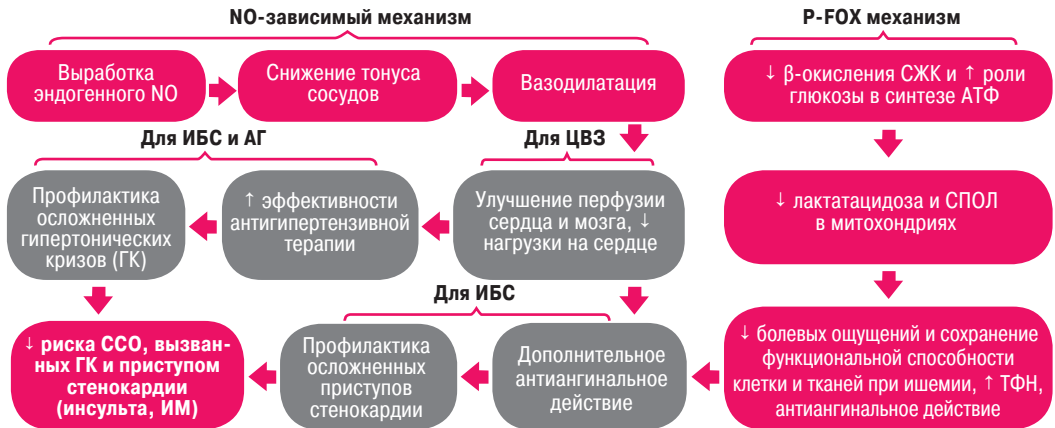 NO-зависимый механизм
P-FOX механизм
Выработка
эндогенного NO
Снижение тонуса
сосудов
Вазодилатация
↓ β-окисления СЖК и ↑ роли
глюкозы в синтезе АТФ
Для ИБС и АГ
Для ЦВЗ
Профилактика
осложненных
гипертонических
кризов (ГК)
↑ эффективности
антигипертензивной
терапии
Улучшение перфузии
сердца и мозга, ↓
нагрузки на сердце
↓ лактатацидоза и СПОЛ
в митохондриях
Для ИБС
↓ риска ССО, вызван-
ных ГК и приступом
стенокардии
(инсульта, ИМ)
Профилактика
осложненных
приступов
стенокардии
Дополнительное
антиангинальное
действие
↓ болевых ощущений и сохранение
функциональной способности
клетки и тканей при ишемии, ↑ ТФН,
антиангинальное действие